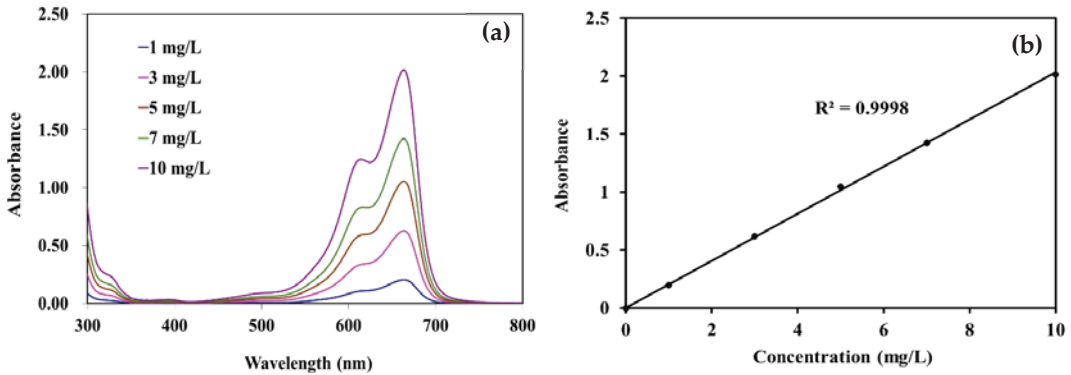 (a)
2.50
2.00
1.50
1.00
0.50
0.00
Absorbance
1 mg/L
3 mg/L
5 mg/L
7 mg/L
10 mg/L
300 400 500 600 700 800
Wavelength (nm)
(b)
2.5
2
1.5
1
0.5
0
Absorbance
R² = 0.9998
0 2 4 6 8 10
Concentration (mg/L)